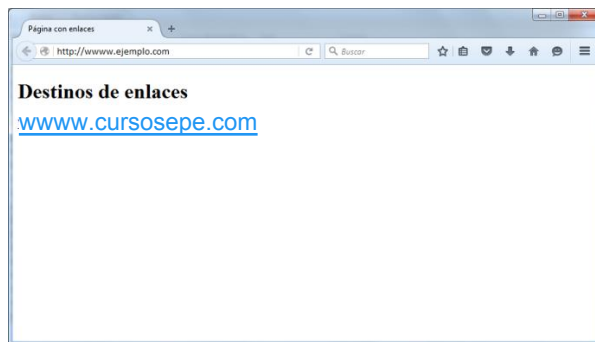 Página con enlaces
http://wwww.ejemplo.com
Buscar
Destinos de enlaces
wwww.cursosepe.com